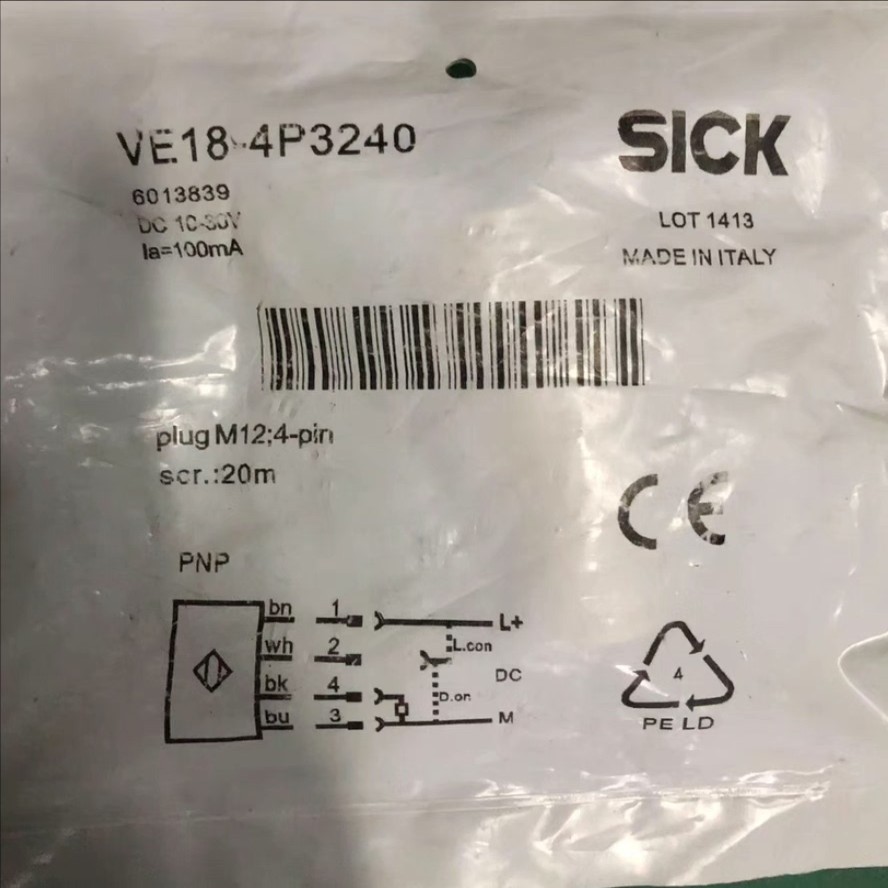 VE18-4P3240
SICK
6013839
DC 10-30V
Ia=100mA
LOT 1413
MADE IN ITALY
plug M12;4-pin
scr.:20m
CE
PNP
bn 1 L+
wh 2 L.con
DC
bk 4 D.on
bu 3 M
4
PE LD